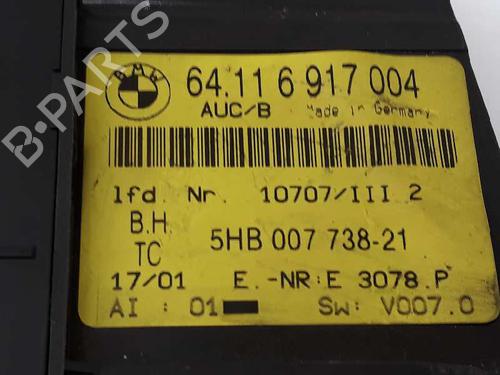 BMW
64.11 6 917 004
AUC/B Made in Germany
lfd. Nr. 10707/III 2
B.H.
TC
5HB 007 738-21
17/01 E.-NR:E 3078.P
AI : 01 Sw: V007.0
B-PARTS